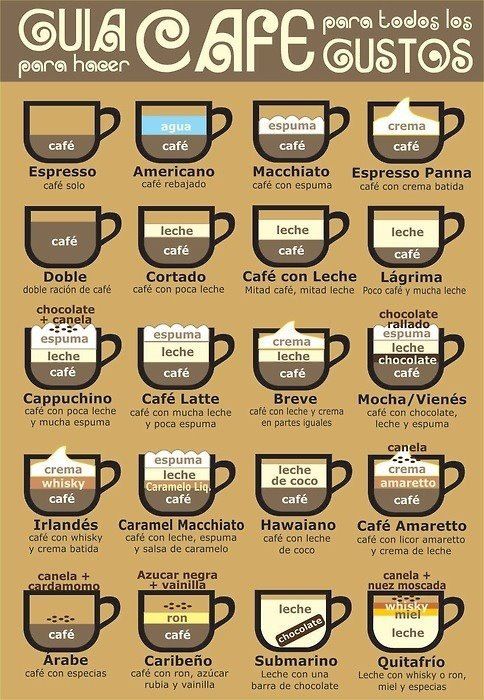 GUIA para hacer CAFE para todos los GUSTOS
café
agua
café
espuma
café
crema
café
Espresso
café solo
Americano
café rebajado
Macchiato
café con espuma
Espresso Panna
café con crema batida
café
leche
café
leche
café
leche
café
Doble
doble ración de café
Cortado
café con poca leche
Café con Leche
Mitad café, mitad leche
Lágrima
Poco café y mucha leche
chocolate
+ canela
espuma
leche
café
espuma
leche
café
crema
leche
café
chocolate
rallado
espuma
leche
chocolate
café
Cappuchino
café con poca leche
y mucha espuma
Café Latte
café con mucha leche
y poca espuma
Breve
café con leche y crema
en partes iguales
Mocha/Vienés
café con chocolate,
leche y espuma
crema
whisky
café
espuma
leche
Caramelo Liq.
café
leche
de coco
café
canela
crema
amaretto
café
Irlandés
café con whisky
y crema batida
Caramel Macchiato
café con leche, espuma
y salsa de caramelo
Hawaiano
café con leche
de coco
Café Amaretto
café con licor amaretto
y crema de leche
canela +
cardamomo
café
Azucar negra
+ vainilla
ron
café
leche
chocolate
canela +
nuez moscada
whisky
miel
leche
Árabe
café con especias
Caribeño
café con ron, azúcar
rubia y vainilla
Submarino
Leche con una
barra de chocolate
Quitafrío
Leche con whisky o ron,
miel y especias